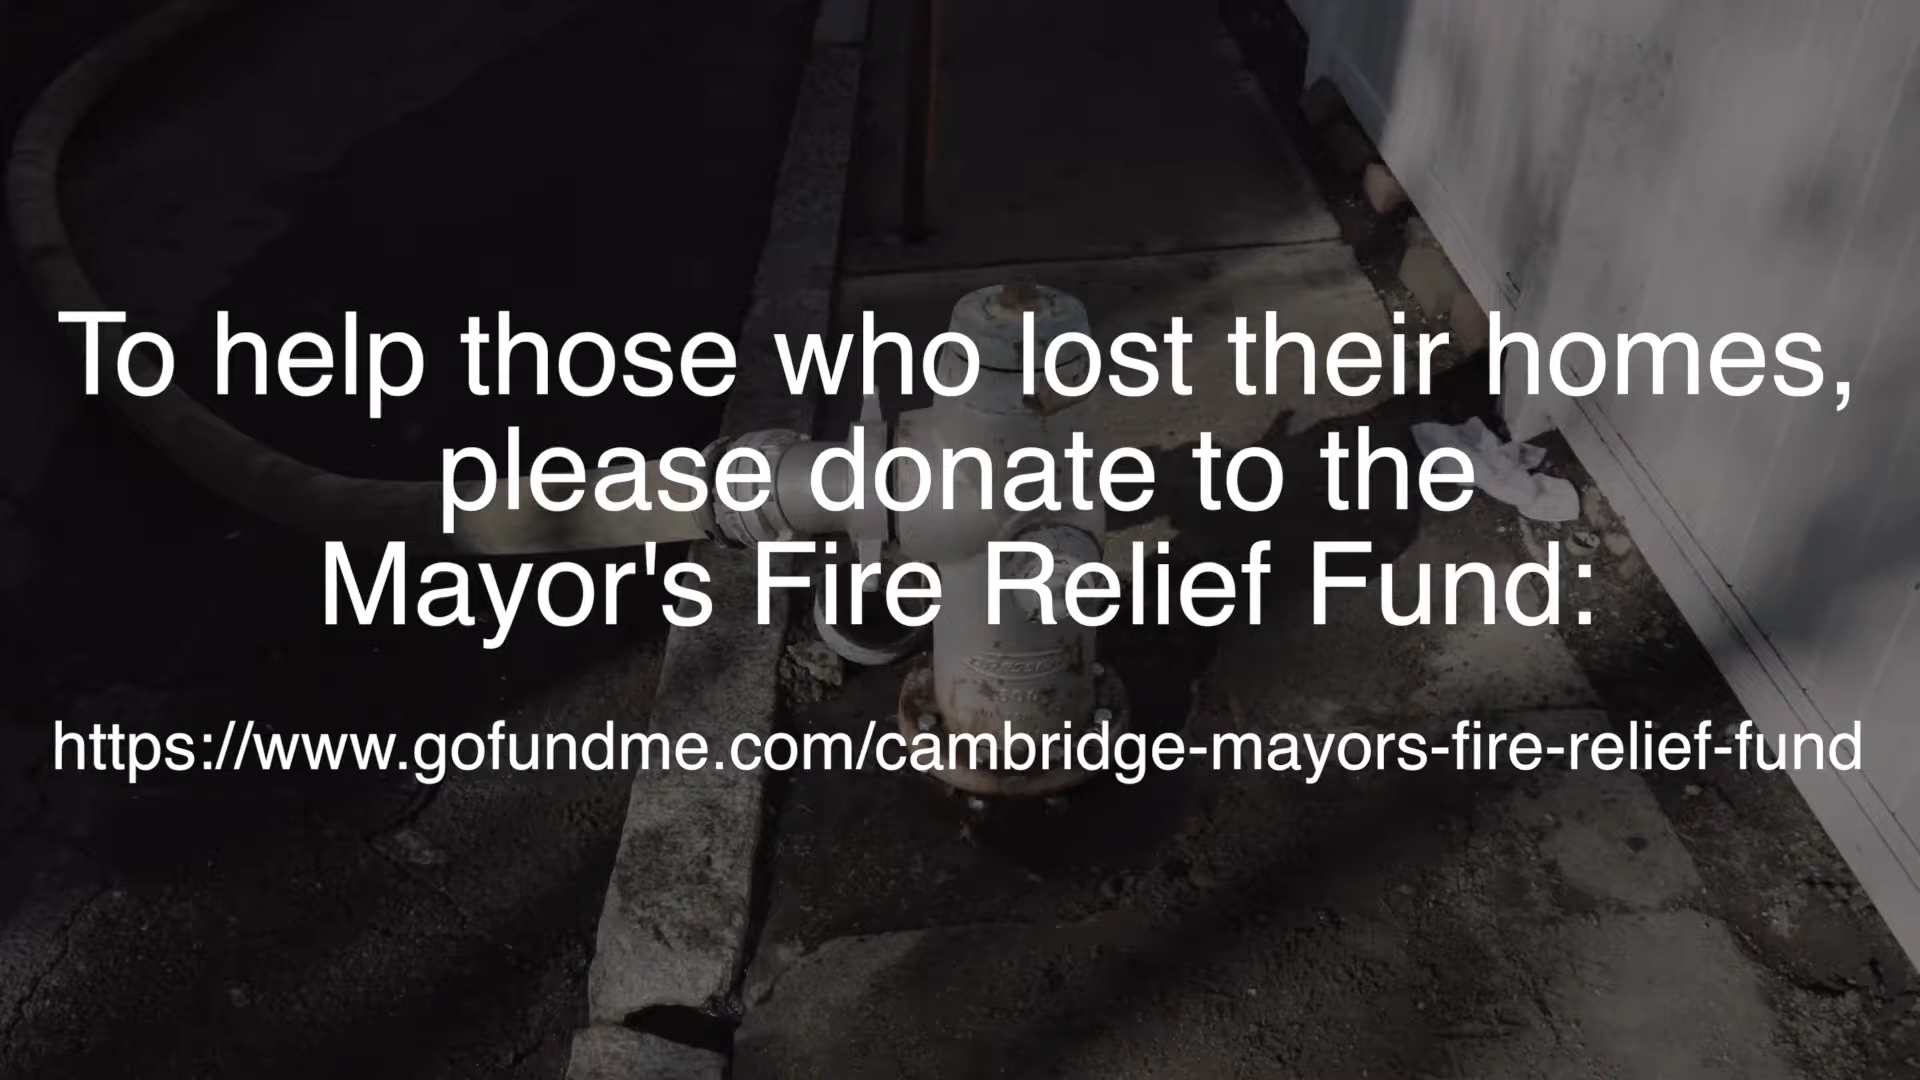 To help those who lost their homes,
please donate to the
Mayor's Fire Relief Fund:
https://www.gofundme.com/cambridge-mayors-fire-relief-fund